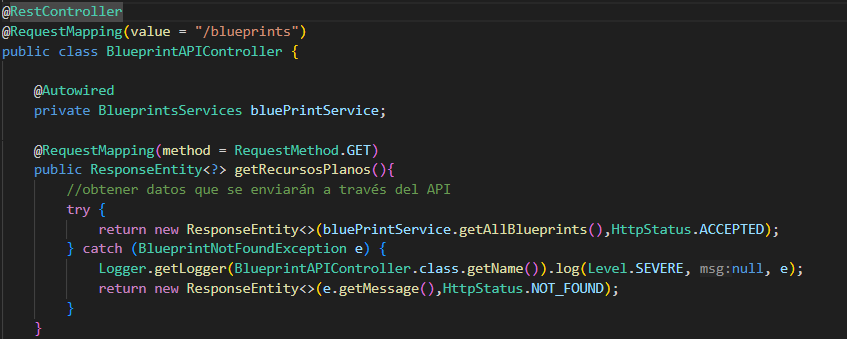 @RestController
@RequestMapping(value = "/blueprints")
public class BlueprintAPIController {
@Autowired
private BlueprintsServices bluePrintService;
@RequestMapping(method = RequestMethod.GET)
public ResponseEntity<?> getRecursosPlanos(){
//obtener datos que se enviarán a través del API
try {
return new ResponseEntity<>(bluePrintService.getAllBlueprints(),HttpStatus.ACCEPTED);
} catch (BlueprintNotFoundException e) {
Logger.getLogger(BlueprintAPIController.class.getName()).log(Level.SEVERE, msg:null, e);
return new ResponseEntity<>(e.getMessage(),HttpStatus.NOT_FOUND);
}
}